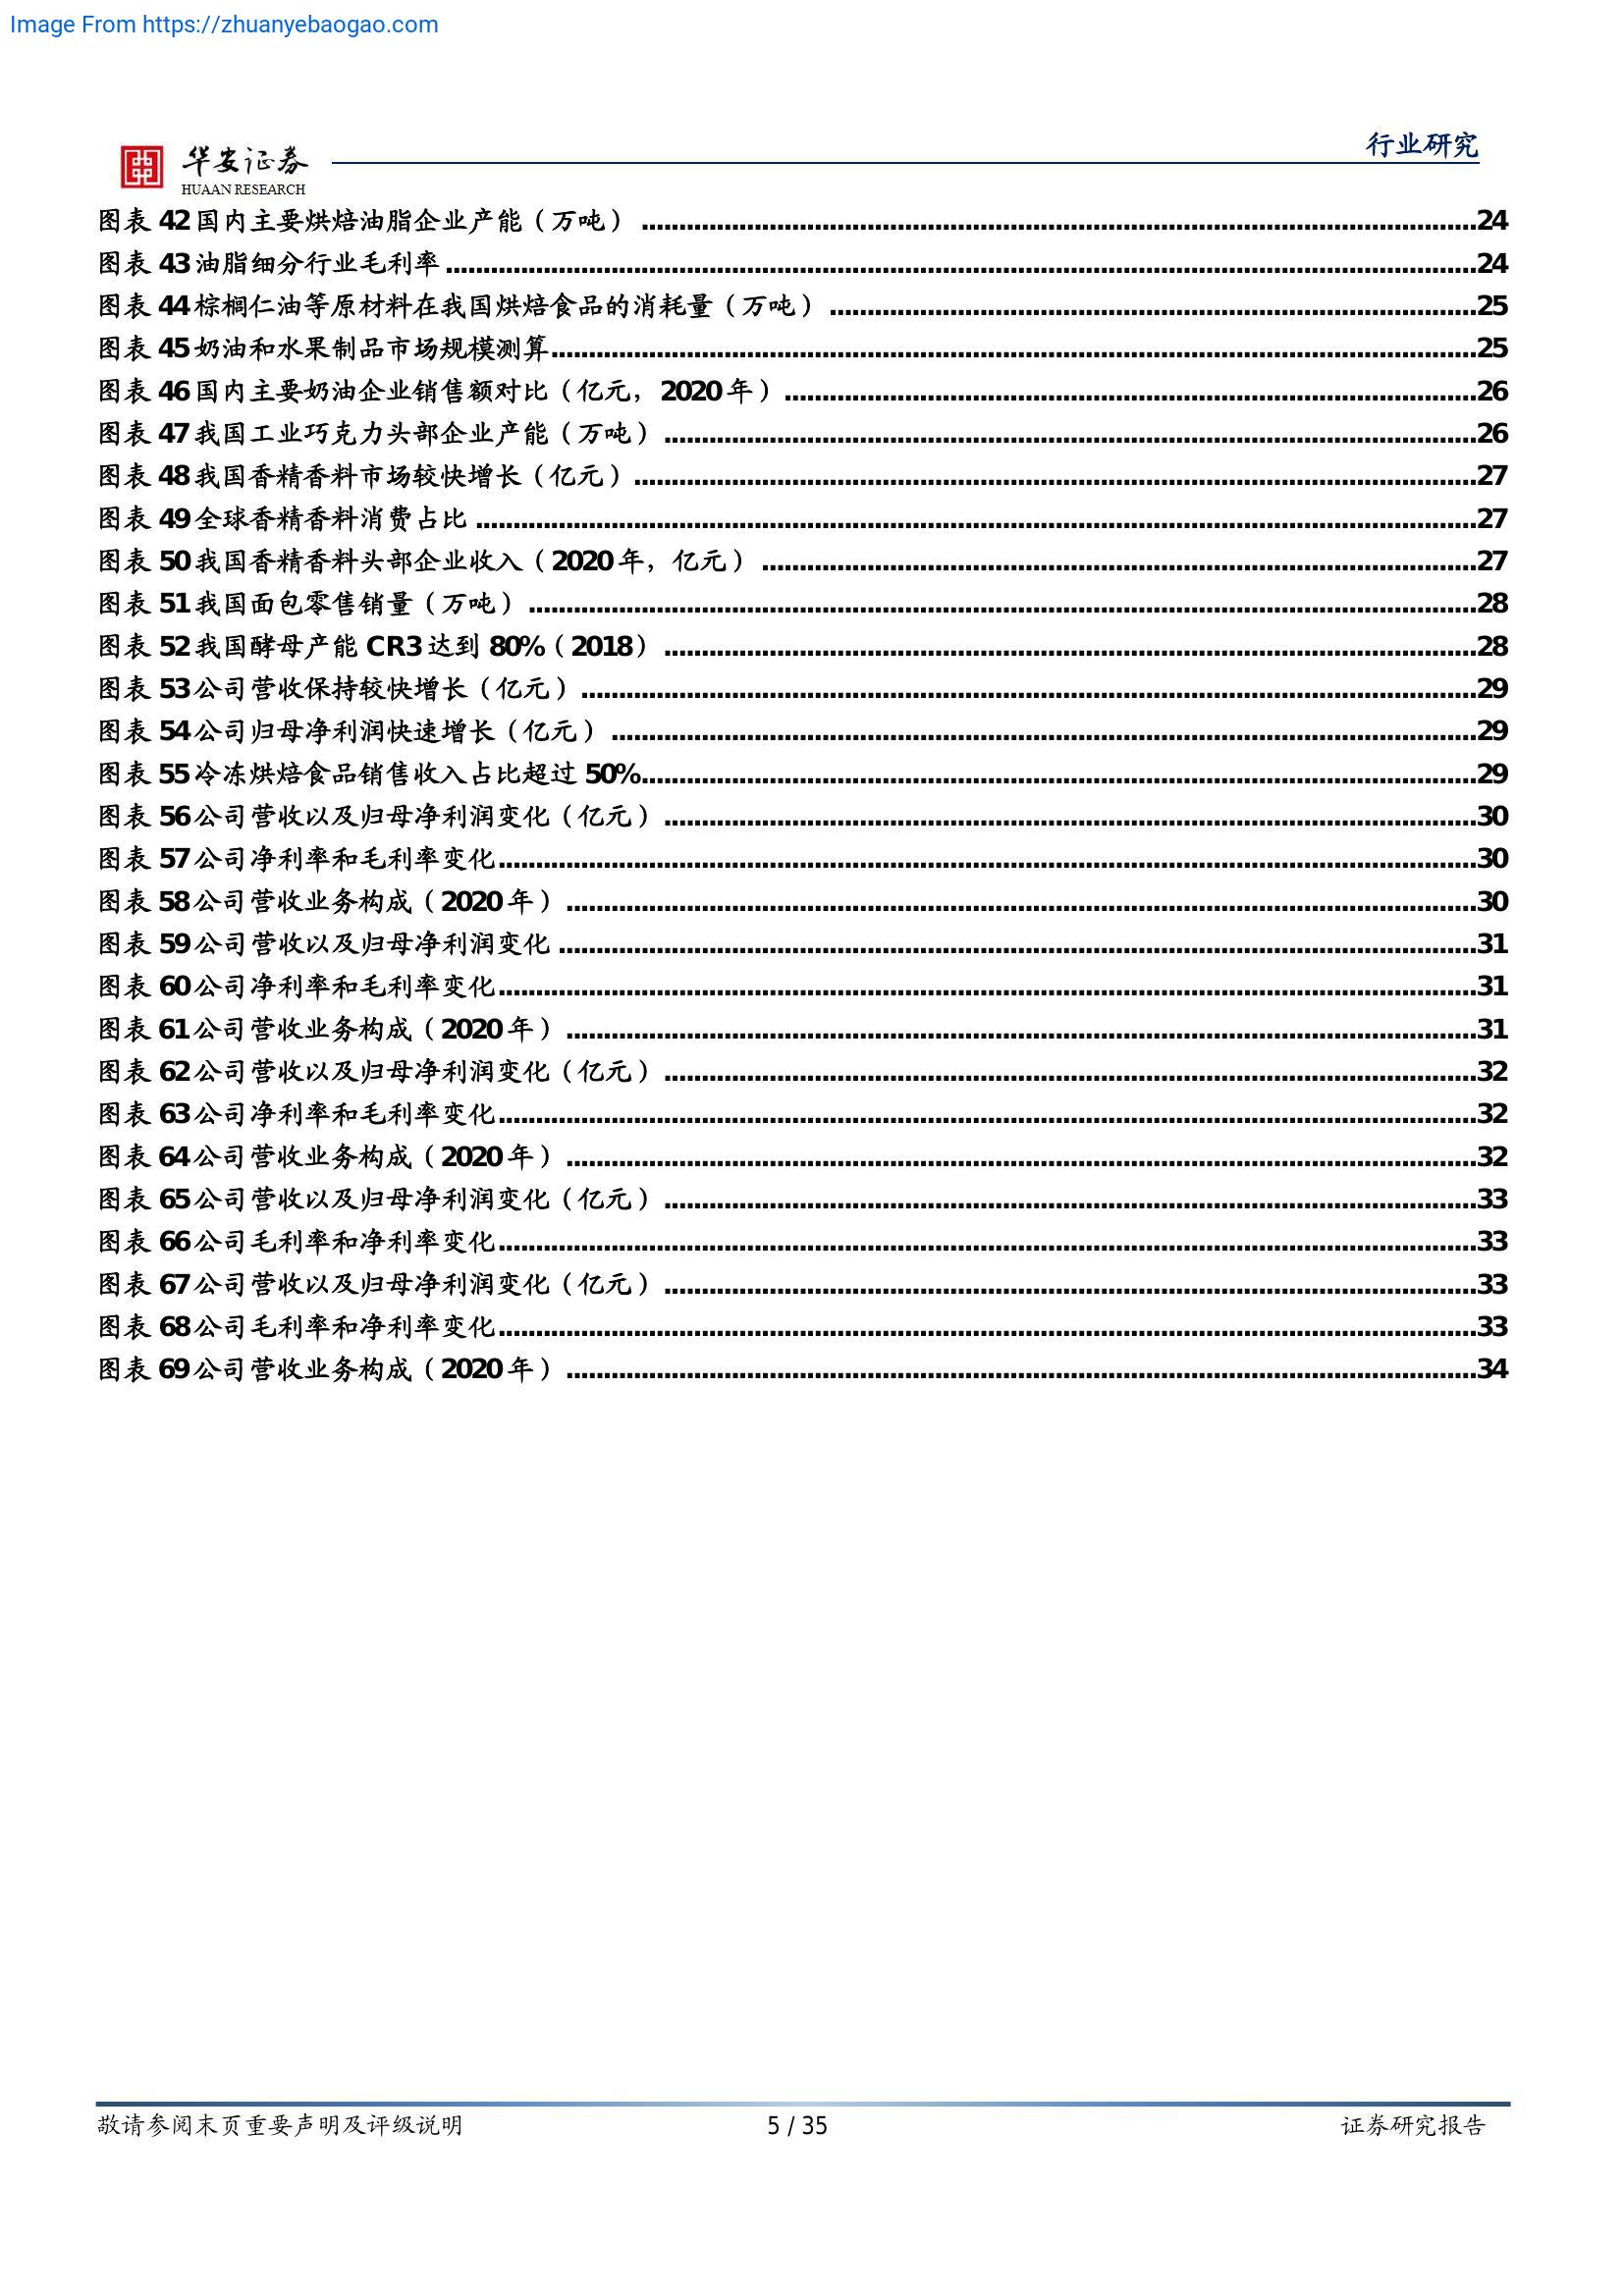 Image From https://zhuanyebaogao.com
行业研究
华安证券
HUAAN RESEARCH
图表 42 国内主要烘焙油脂企业产能（万吨）........24
图表 43 油脂细分行业毛利率........24
图表 44 棕榈仁油等原材料在我国烘焙食品的消耗量（万吨）........25
图表 45 奶油和水果制品市场规模测算........25
图表 46 国内主要奶油企业销售额对比（亿元，2020 年）........26
图表 47 我国工业巧克力头部企业产能（万吨）........26
图表 48 我国香精香料市场较快增长（亿元）........27
图表 49 全球香精香料消费占比........27
图表 50 我国香精香料头部企业收入（2020 年，亿元）........27
图表 51 我国面包零售销量（万吨）........28
图表 52 我国酵母产能 CR3 达到 80%（2018）........28
图表 53 公司营收保持较快增长（亿元）........29
图表 54 公司归母净利润快速增长（亿元）........29
图表 55 冷冻烘焙食品销售收入占比超过 50%........29
图表 56 公司营收以及归母净利润变化（亿元）........30
图表 57 公司净利率和毛利率变化........30
图表 58 公司营收业务构成（2020 年）........30
图表 59 公司营收以及归母净利润变化........31
图表 60 公司净利率和毛利率变化........31
图表 61 公司营收业务构成（2020 年）........31
图表 62 公司营收以及归母净利润变化（亿元）........32
图表 63 公司净利率和毛利率变化........32
图表 64 公司营收业务构成（2020 年）........32
图表 65 公司营收以及归母净利润变化（亿元）........33
图表 66 公司毛利率和净利率变化........33
图表 67 公司营收以及归母净利润变化（亿元）........33
图表 68 公司毛利率和净利率变化........33
图表 69 公司营收业务构成（2020 年）........34
敬请参阅末页重要声明及评级说明 5 / 35 证券研究报告